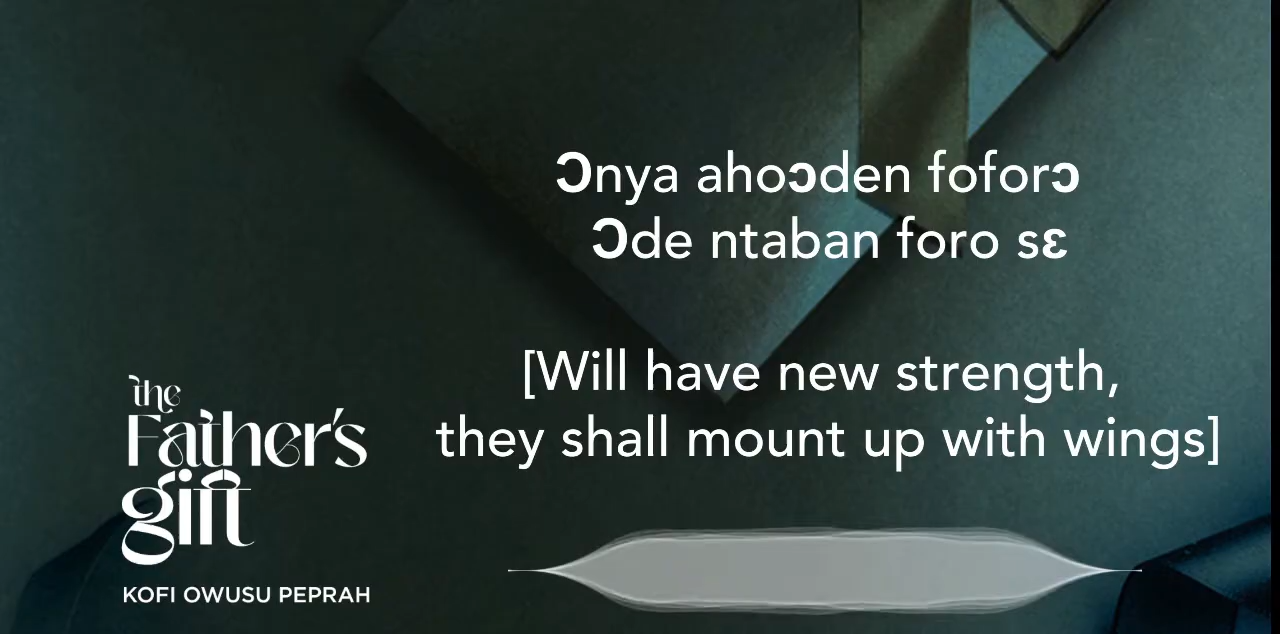 Ɔnya ahoɔden foforɔ
Ɔde ntaban foro sɛ
[Will have new strength,
they shall mount up with wings]
the
Father's
gift
KOFI OWUSU PEPRAH